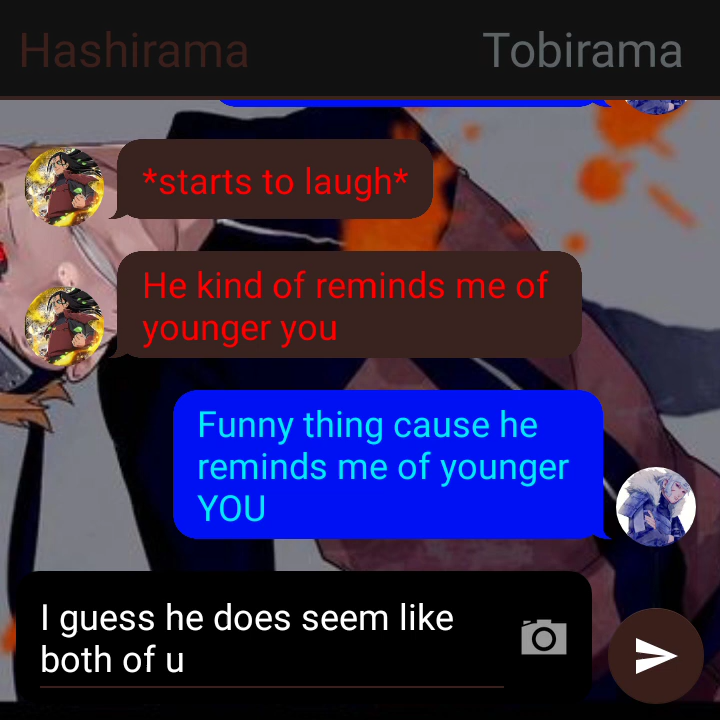 Hashirama
Tobirama
*starts to laugh*
He kind of reminds me of
younger you
Funny thing cause he
reminds me of younger
YOU
I guess he does seem like
both of u